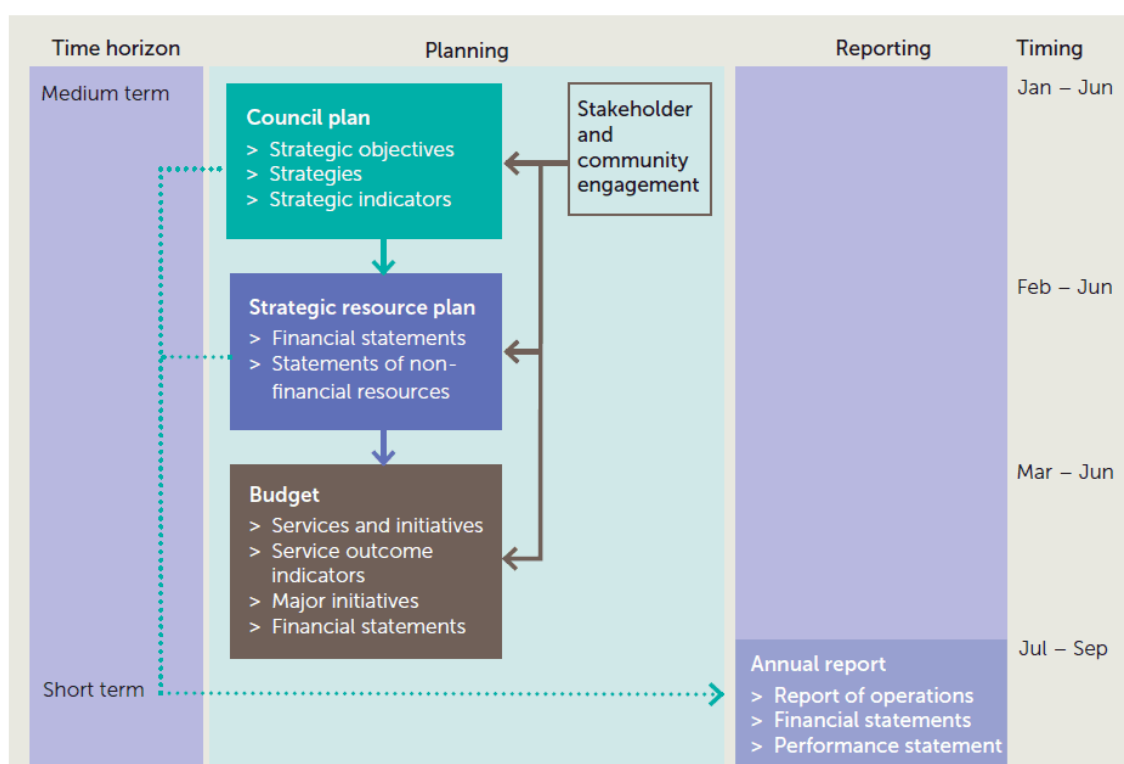 Time horizon
Planning
Reporting
Timing
Medium term
Jan – Jun
Council plan
> Strategic objectives
> Strategies
> Strategic indicators
Stakeholder
and
community
engagement
Feb – Jun
Strategic resource plan
> Financial statements
> Statements of non-
financial resources
Mar – Jun
Budget
> Services and initiatives
> Service outcome
indicators
> Major initiatives
> Financial statements
Jul – Sep
Short term
Annual report
> Report of operations
> Financial statements
> Performance statement